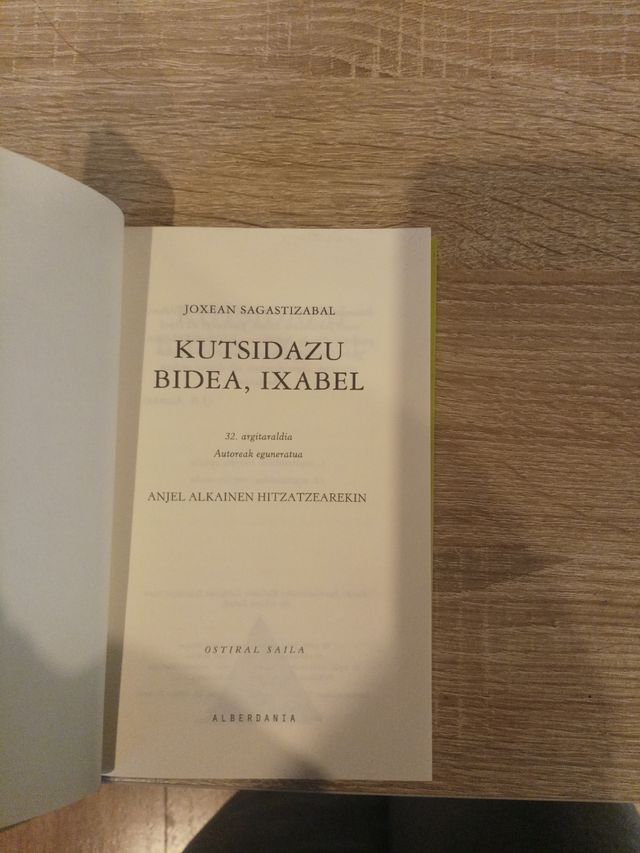 JOXEAN SAGASTIZABAL
KUTSIDAZU
BIDEA, IXABEL
32. argitaraldia
Autoreak eguneratua
ANJEL ALKAINEN HITZATZEAREKIN
OSTIRAL SAILA
ALBERDANIA